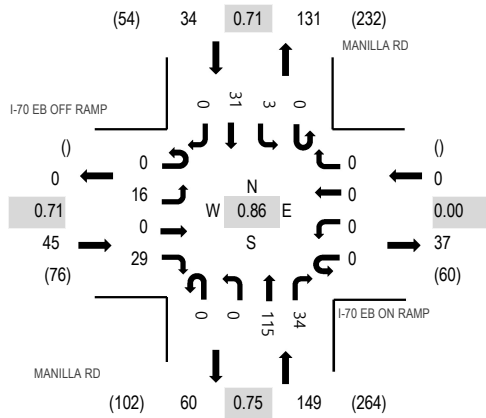 (54) 34 0.71 131 (232)
MANILLA RD
I-70 EB OFF RAMP
0 31 3 0
() 0 0 ()
0 16 0 0
0.71 W N 0.86 S E 0.00
45 0 0 37
(76) 29 0 (60)
0 0 115 34
I-70 EB ON RAMP
MANILLA RD
(102) 60 0.75 149 (264)